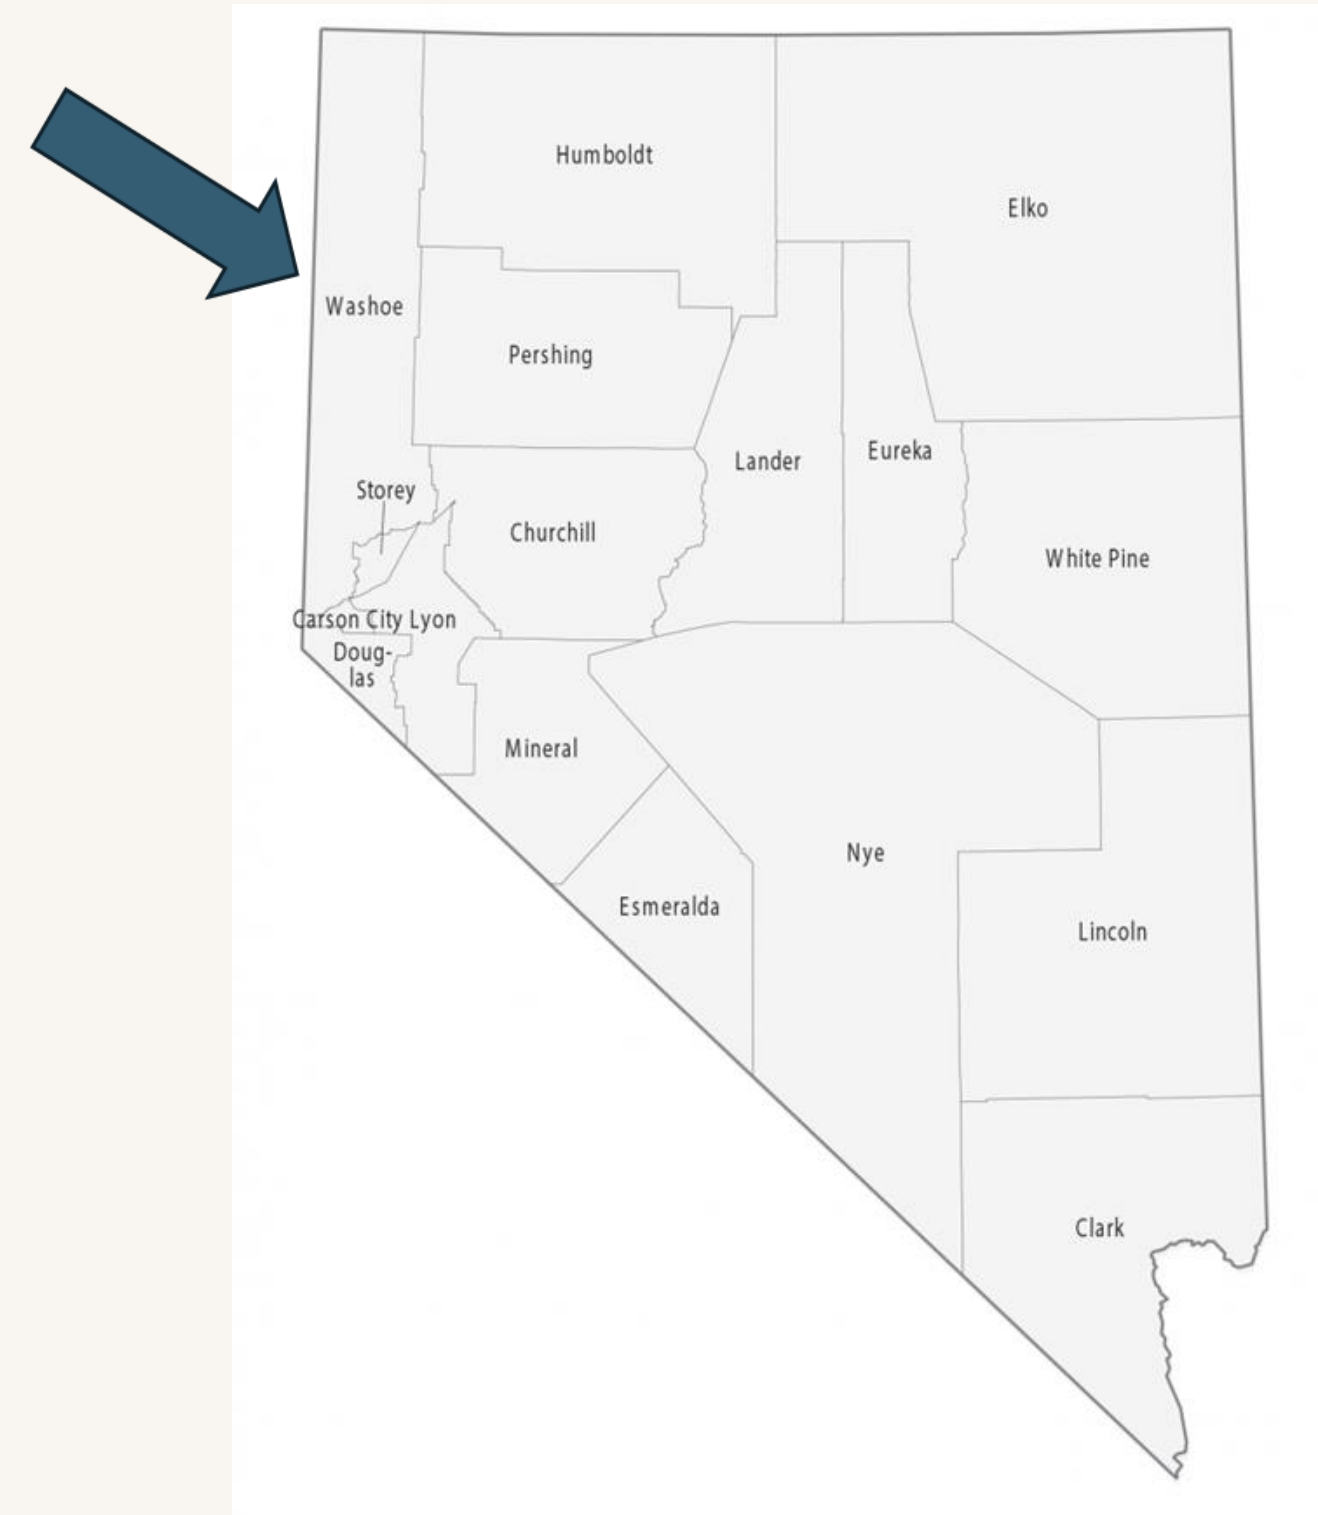 Humboldt
Elko
Washoe
Pershing
Eureka
Lander
Storey
Churchill
White Pine
Carson City Lyon
Doug-
las
Mineral
Nye
Esmeralda
Lincoln
Clark